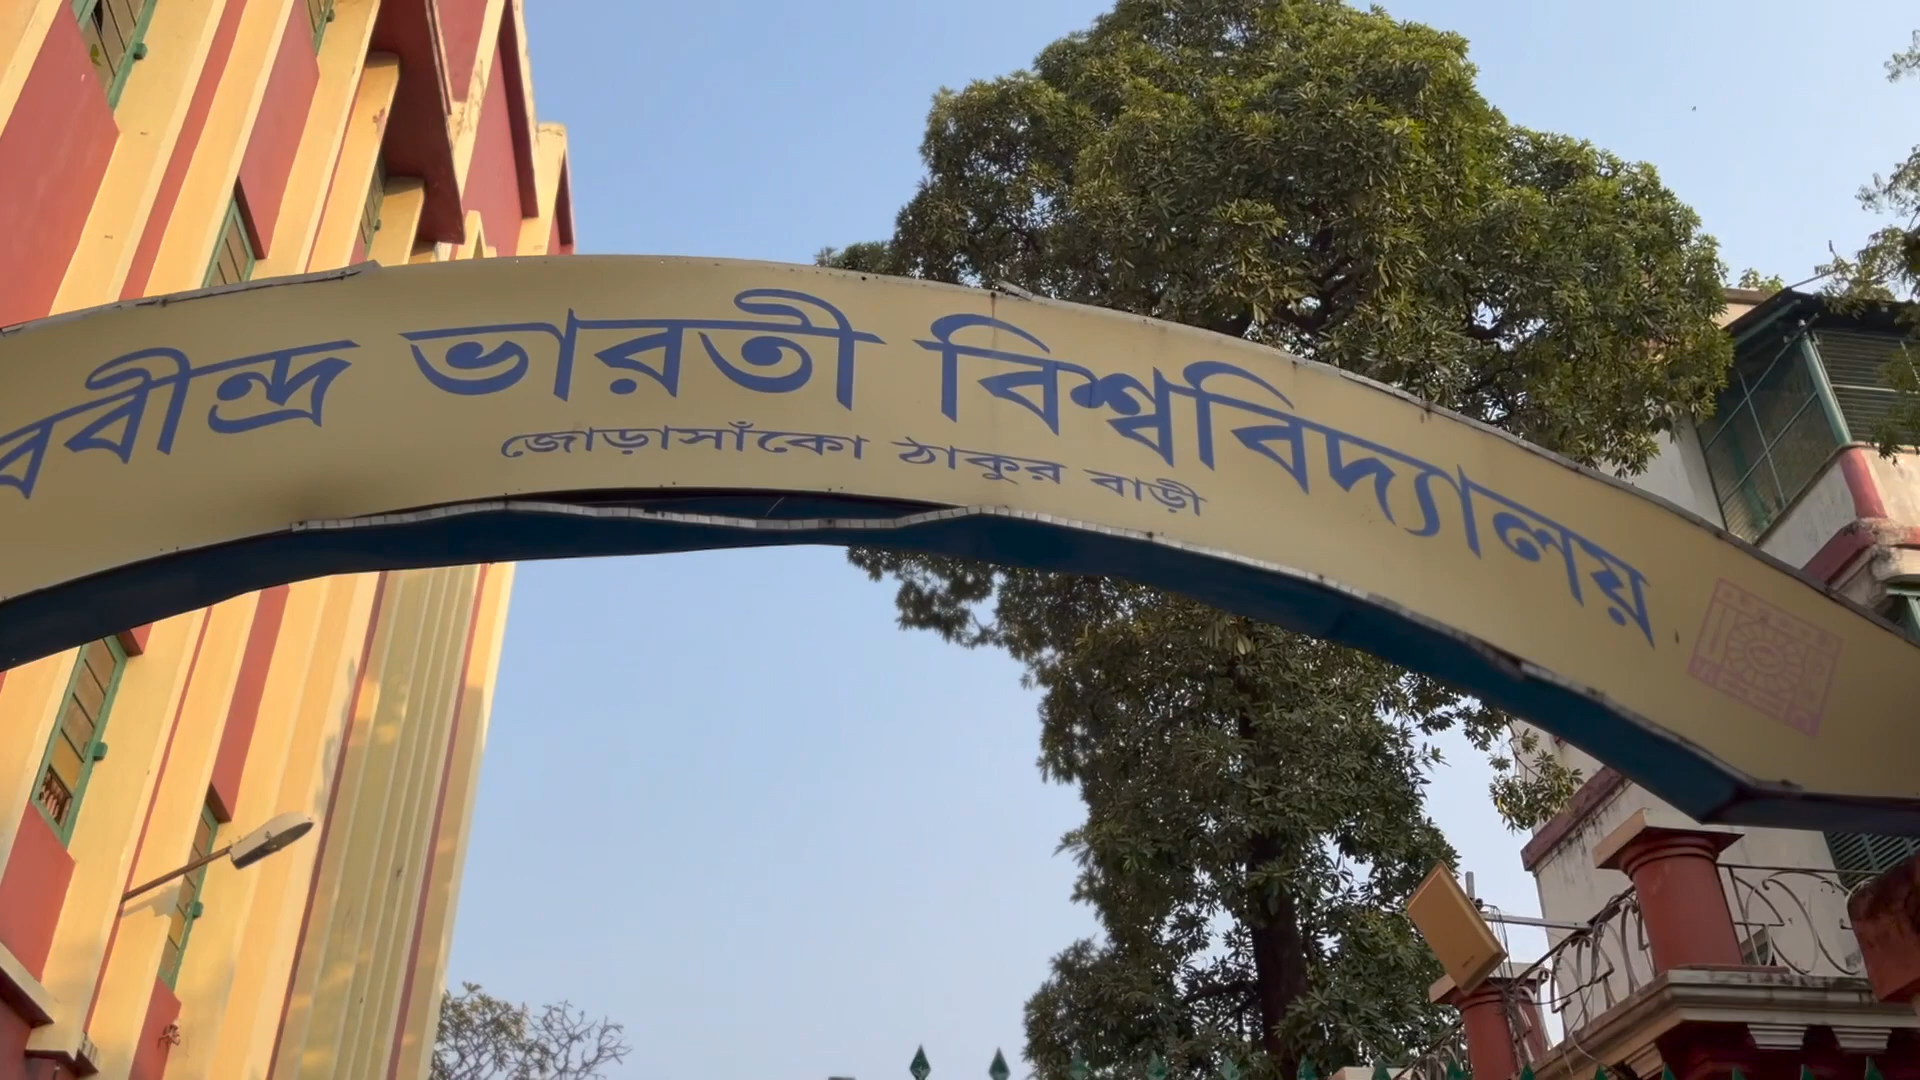 রবীন্দ্র ভারতী বিশ্ববিদ্যালয়
জোড়াসাঁকো ঠাকুর বাড়ী